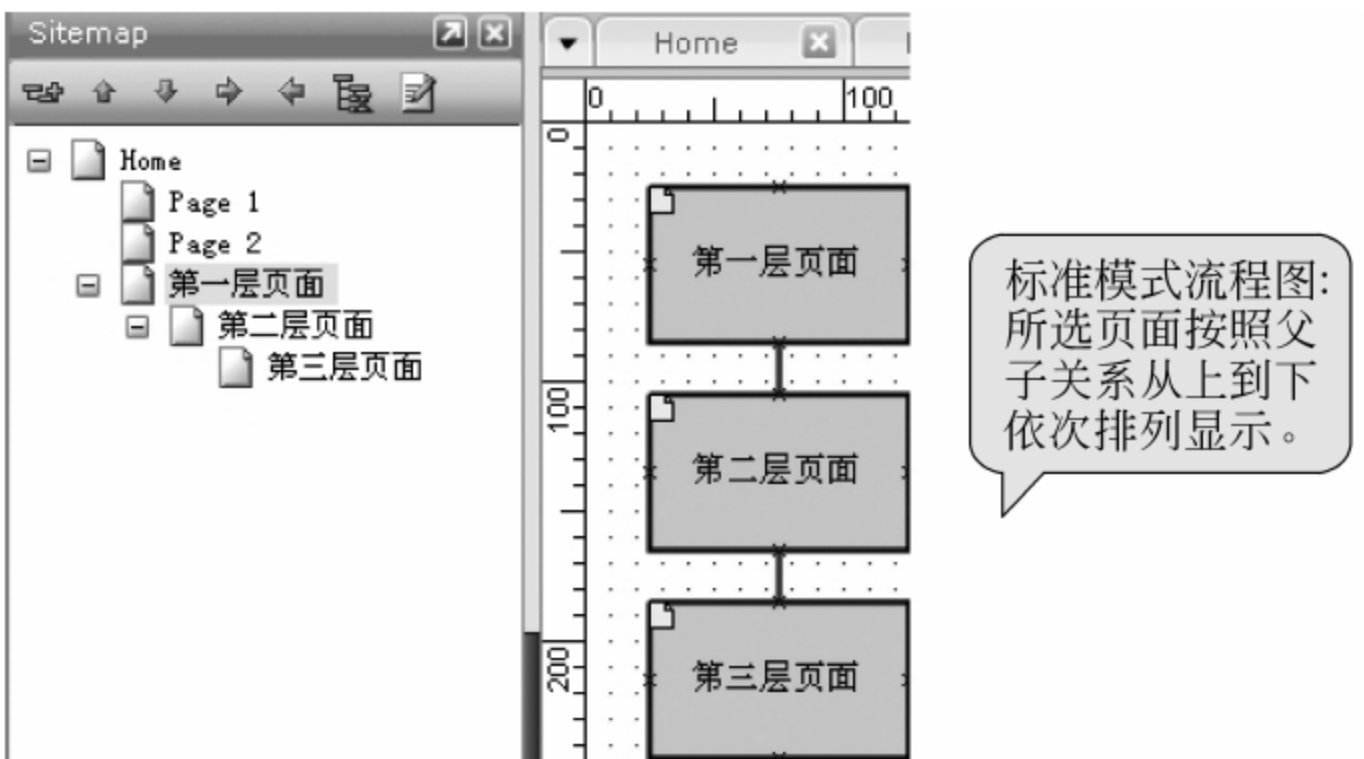 Sitemap
Home
Page 1
Page 2
第一层页面
第二层页面
第三层页面
Home
0
100
0
100
200
第一层页面
第二层页面
第三层页面
标准模式流程图:
所选页面按照父
子关系从上到下
依次排列显示。